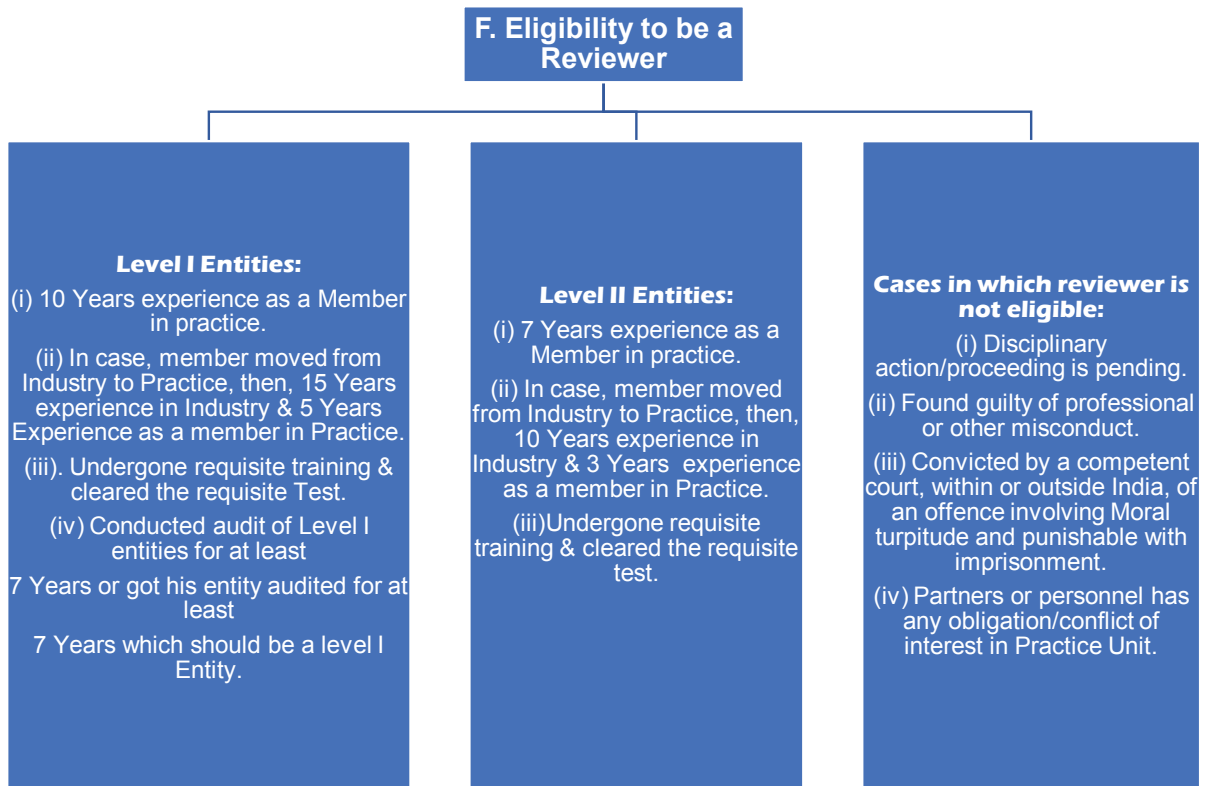 F. Eligibility to be a
Reviewer
Level I Entities:
(i) 10 Years experience as a Member
in practice.
(ii) In case, member moved from
Industry to Practice, then, 15 Years
experience in Industry & 5 Years
Experience as a member in Practice.
(iii). Undergone requisite training &
cleared the requisite Test.
(iv) Conducted audit of Level I
entities for at least
7 Years or got his entity audited for at
least
7 Years which should be a level I
Entity.
Level II Entities:
(i) 7 Years experience as a
Member in practice.
(ii) In case, member moved
from Industry to Practice, then,
10 Years experience in
Industry & 3 Years experience
as a member in Practice.
(iii)Undergone requisite
training & cleared the requisite
test.
Cases in which reviewer is
not eligible:
(i) Disciplinary
action/proceeding is pending.
(ii) Found guilty of professional
or other misconduct.
(iii) Convicted by a competent
court, within or outside India, of
an offence involving Moral
turpitude and punishable with
imprisonment.
(iv) Partners or personnel has
any obligation/conflict of
interest in Practice Unit.